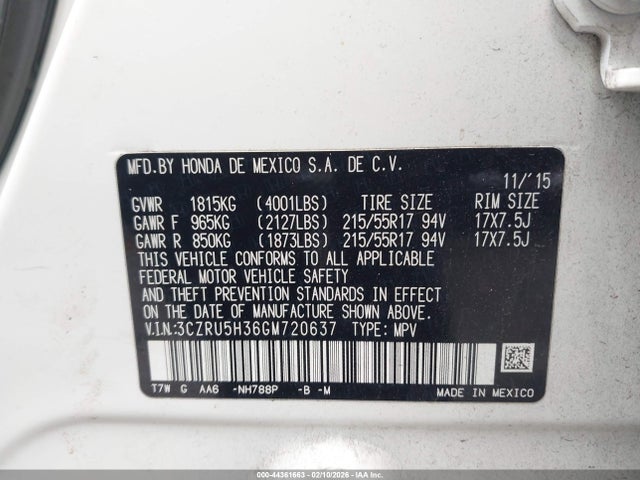 MFD.BY HONDA DE MEXICO S.A. DE C.V.
11/'15
GVWR 1815KG (4001LBS) TIRE SIZE RIM SIZE
GAWR F 965KG (2127LBS) 215/55R17 94V 17X7.5J
GAWR R 850KG (1873LBS) 215/55R17 94V 17X7.5J
THIS VEHICLE CONFORMS TO ALL APPLICABLE
FEDERAL MOTOR VEHICLE SAFETY
AND THEFT PREVENTION STANDARDS IN EFFECT
ON THE DATE OF MANUFACTURE SHOWN ABOVE.
V.I.N:3CZRU5H36GM720637 TYPE: MPV
T7W G AA6 -NH788P -B -M
MADE IN MEXICO
000-44361663 - 02/10/2026 - IAAI.COM